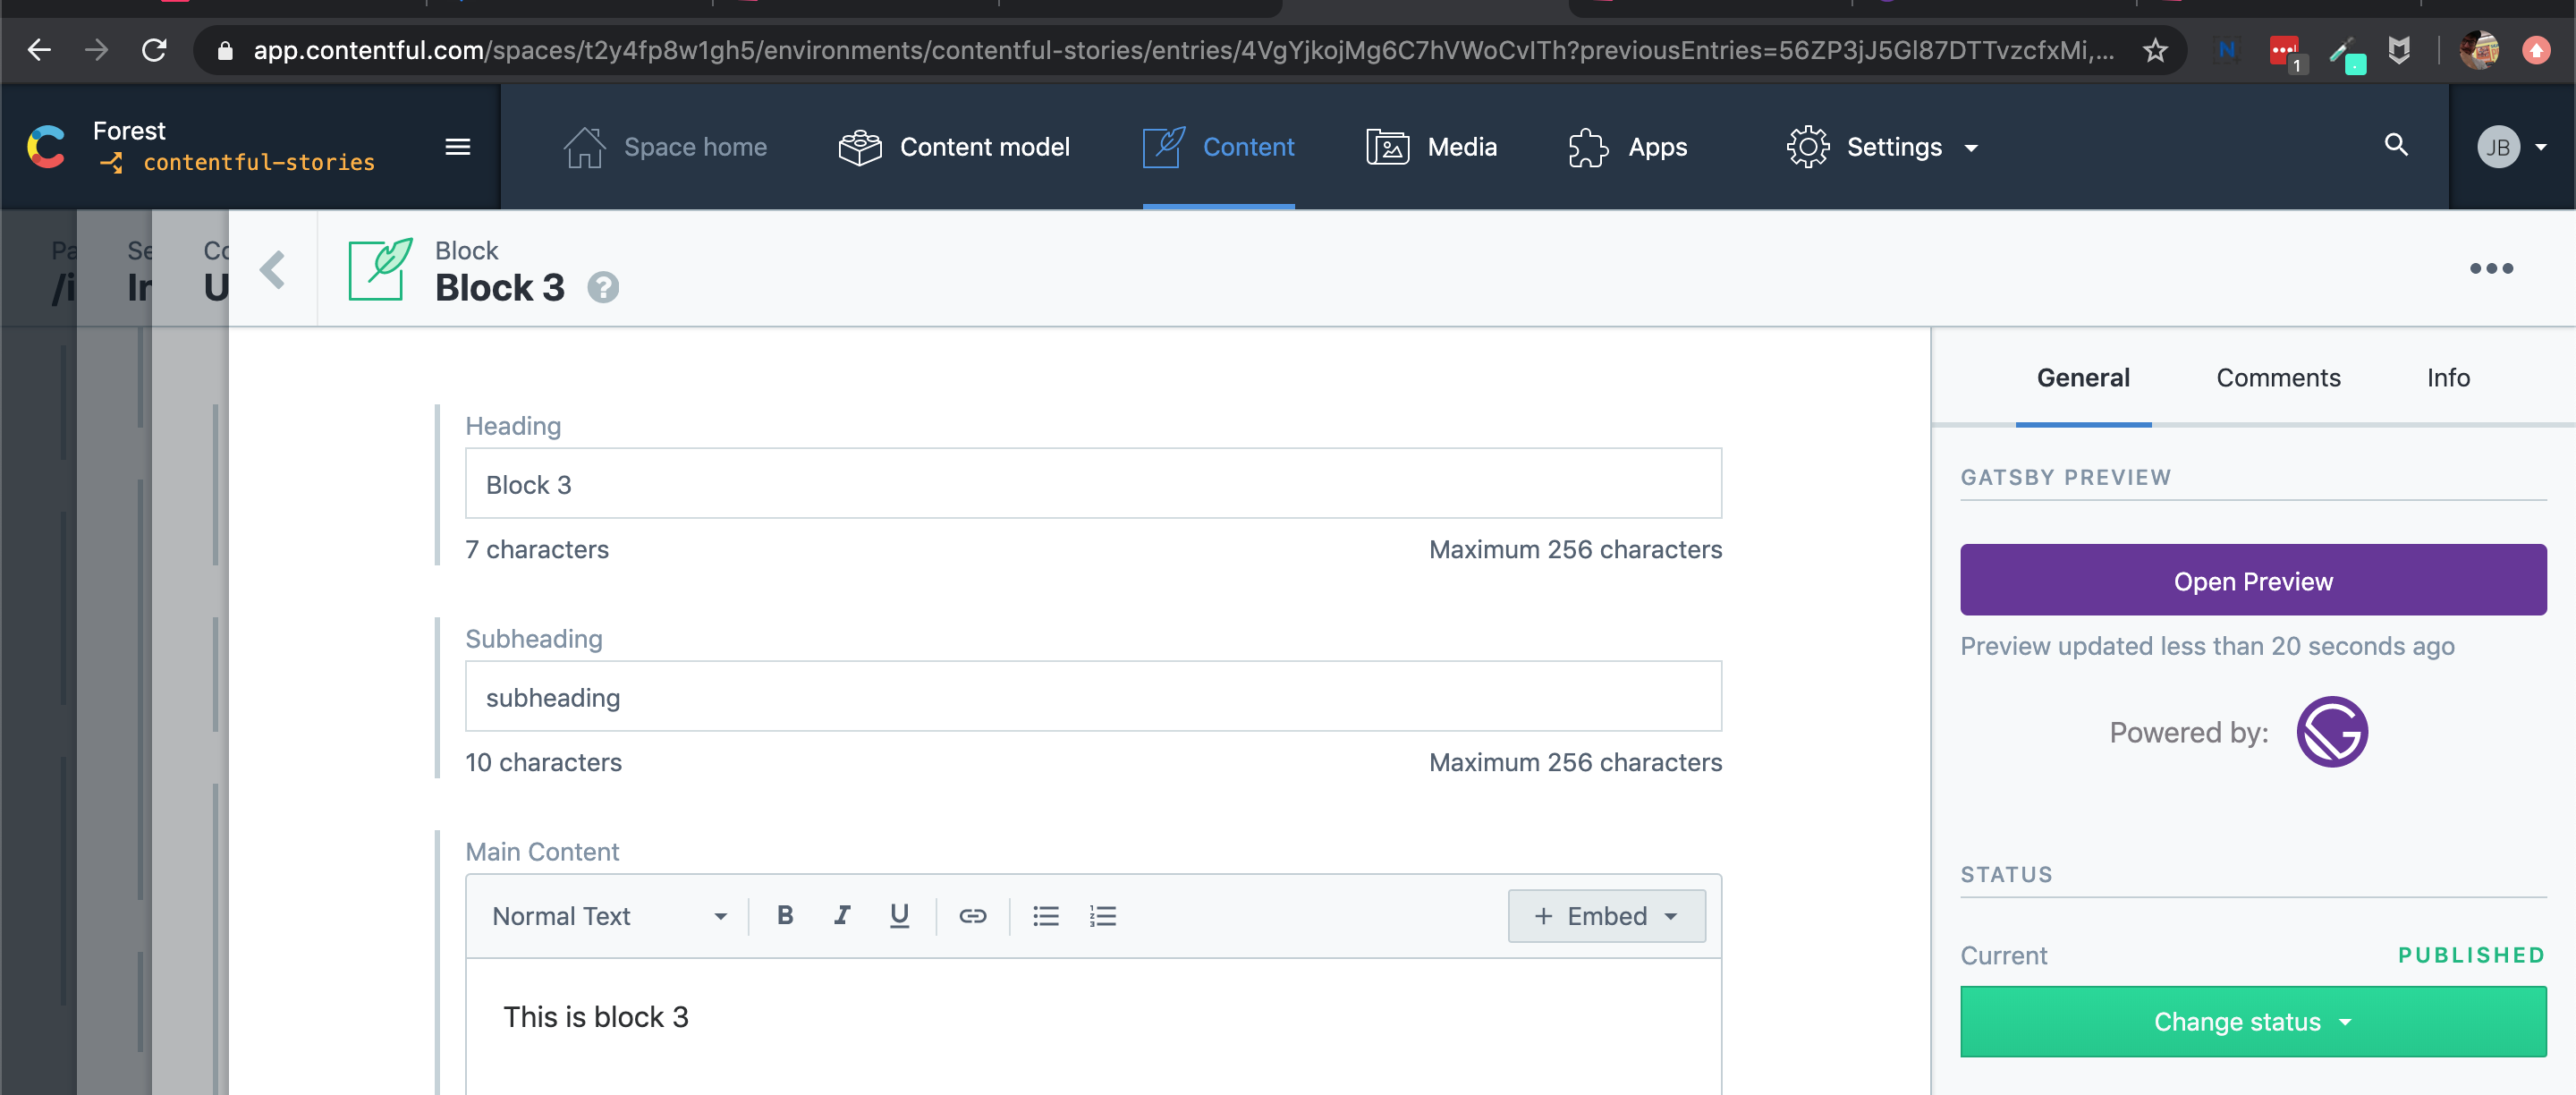 app.contentful.com/spaces/t2y4fp8w1gh5/environments/contentful-stories/entries/4VgYjkojMg6C7hVWoCvITh?previousEntries=56ZP3jJ5Gl87DTTvzcfxMi,...
N
1
Forest
contentful-stories
Space home
Content model
Content
Media
Apps
Settings
JB
Pa
/i
Se
In
Co
U
Block
Block 3
?
General
Comments
Info
Heading
Block 3
7 characters
Maximum 256 characters
GATSBY PREVIEW
Open Preview
Preview updated less than 20 seconds ago
Powered by:
Subheading
subheading
10 characters
Maximum 256 characters
Main Content
Normal Text
B I U
+ Embed
This is block 3
STATUS
Current
PUBLISHED
Change status